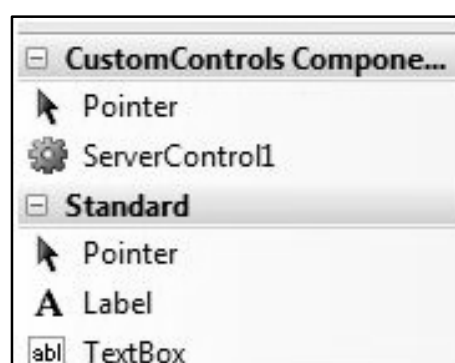 CustomControls Compone...
Pointer
ServerControl1
Standard
Pointer
A Label
abl TextBox